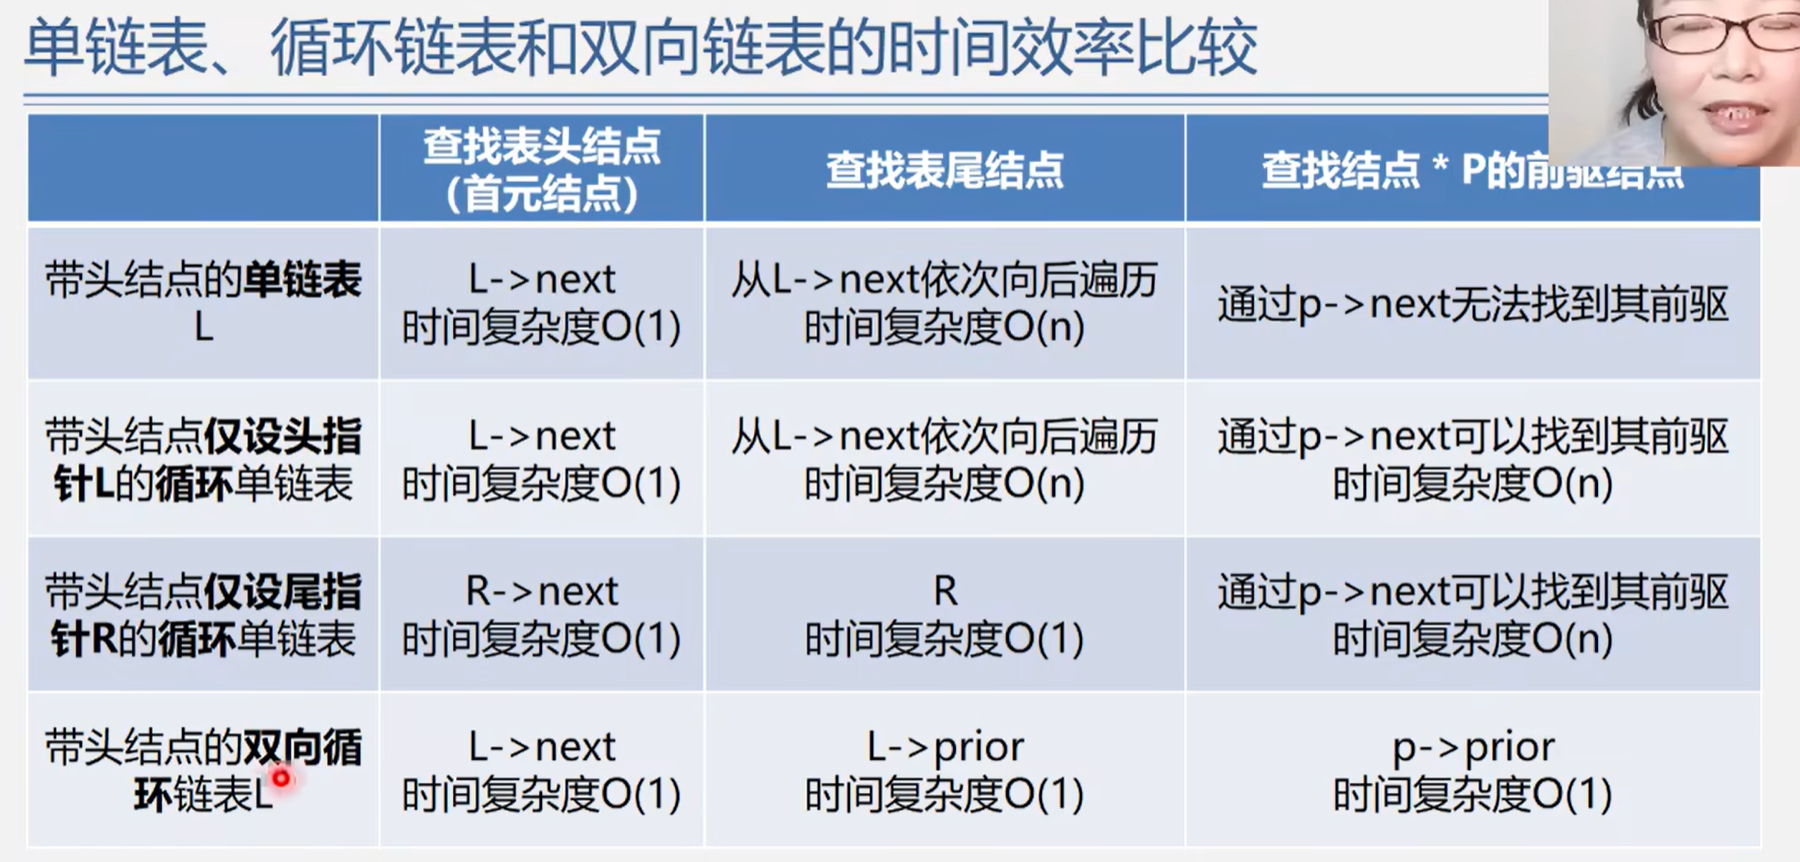 单链表、循环链表和双向链表的时间效率比较
查找表头结点
（首元结点）
查找表尾结点
查找结点 * P的前驱结点
带头结点的单链表
L
L->next
时间复杂度O(1)
从L->next依次向后遍历
时间复杂度O(n)
通过p->next无法找到其前驱
带头结点仅设头指
针L的循环单链表
L->next
时间复杂度O(1)
从L->next依次向后遍历
时间复杂度O(n)
通过p->next可以找到其前驱
时间复杂度O(n)
带头结点仅设尾指
针R的循环单链表
R->next
时间复杂度O(1)
R
时间复杂度O(1)
通过p->next可以找到其前驱
时间复杂度O(n)
带头结点的双向循
环链表L
L->next
时间复杂度O(1)
L->prior
时间复杂度O(1)
p->prior
时间复杂度O(1)